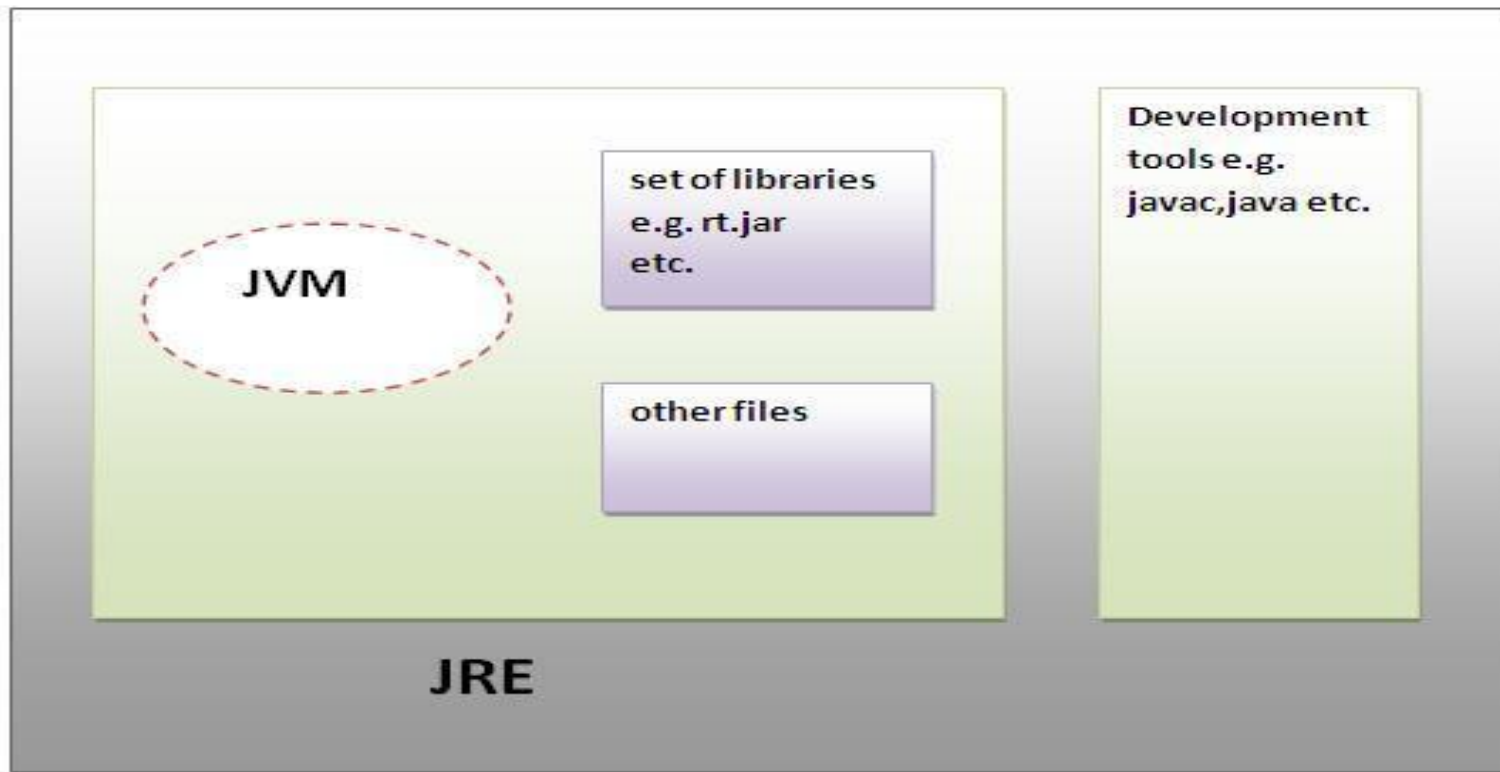 JVM
set of libraries
e.g. rt.jar
etc.
other files
Development
tools e.g.
javac,java etc.
JRE